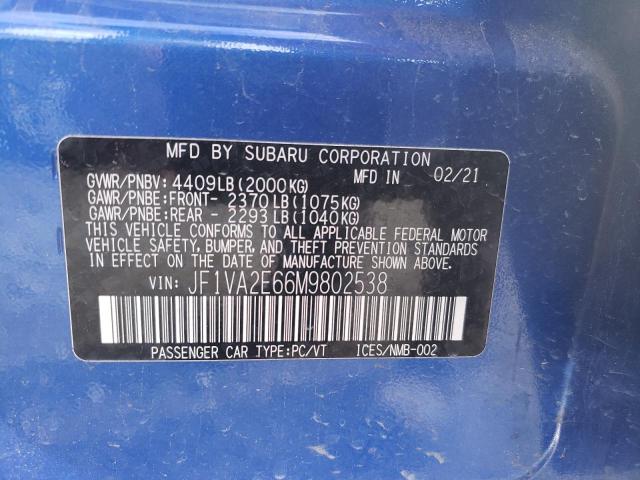 MFD BY SUBARU CORPORATION
GVWR/PNBV: 4409LB(2000KG) MFD IN 02/21
GAWR/PNBE:FRONT- 2370LB(1075KG)
GAWR/PNBE:REAR - 2293LB(1040KG)
THIS VEHICLE CONFORMS TO ALL APPLICABLE FEDERAL MOTOR
VEHICLE SAFETY, BUMPER, AND THEFT PREVENTION STANDARDS
IN EFFECT ON THE DATE OF MANUFACTURE SHOWN ABOVE.
VIN: JF1VA2E66M9802538
PASSENGER CAR TYPE:PC/VT ICES/NMB-002